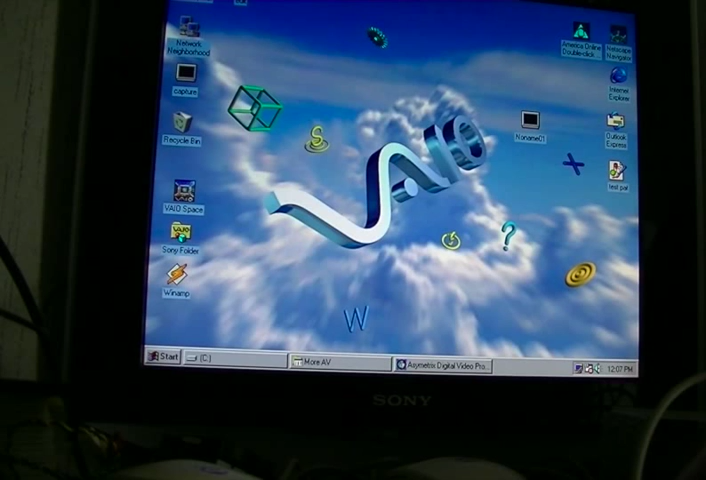 Network
Neighborhood
capture
Recycle Bin
VAIO Space
VAIO
Sony Folder
Winamp
America Online
Double-click...
Netscape
Navigator
Internet
Explorer
Noname01
Outlook
Express
test.par
S
VAIO
X
?
W
Start
(C:)
More AV
Asymetrix Digital Video Pro...
12:07 PM
SONY